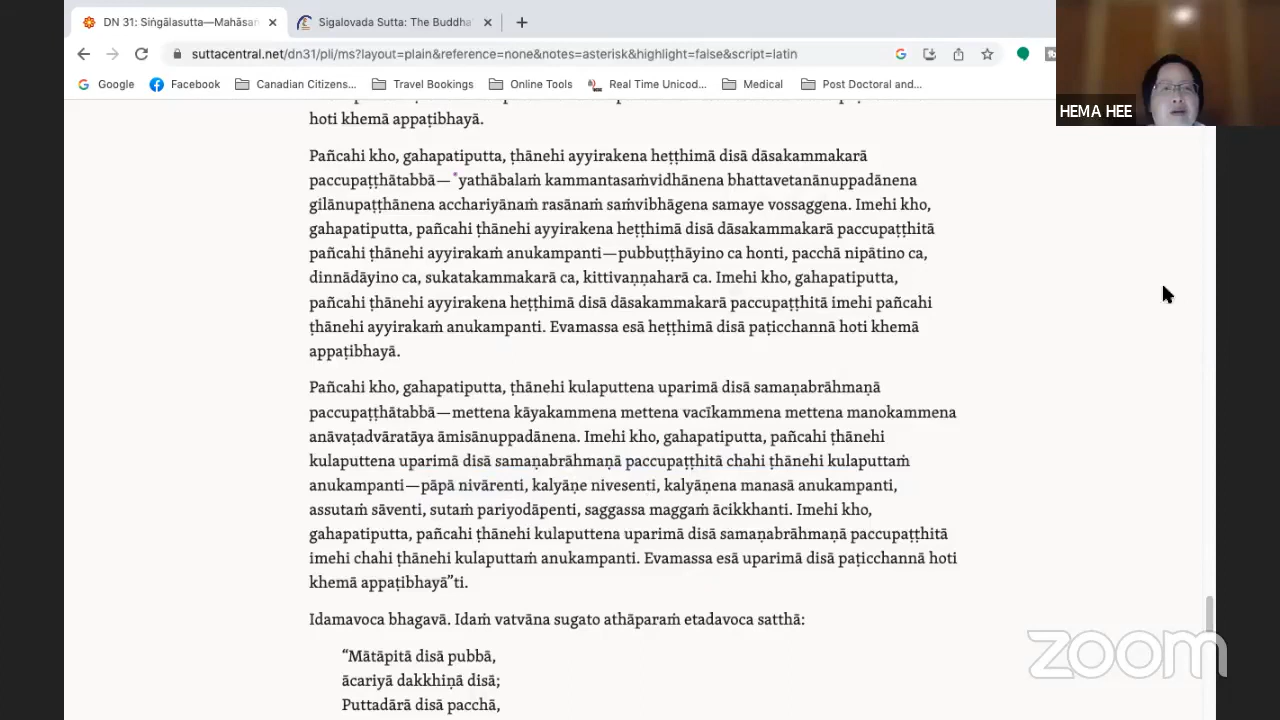 DN 31: Siṅgālasutta—Mahāsan
Sigalovada Sutta: The Buddha'
suttacentral.net/dn31/pli/ms?layout=plain&reference=none&notes=asterisk&highlight=false&script=latin
Google
Facebook
Canadian Citizens...
Travel Bookings
Online Tools
Real Time Unicod...
Medical
Post Doctoral and...
HEMA HEE
hoti khemā appaṭibhayā.
Pañcahi kho, gahapatiputta, ṭhānehi ayyirakena heṭṭhimā disā dāsakammakarā
paccupaṭṭhātabbā—*yathābalaṁ kammantasaṁvidhānena bhattavetanānuppadānena
gilānupaṭṭhānena acchariyānaṁ rasānaṁ saṁvibhāgena samaye vossaggena. Imehi kho,
gahapatiputta, pañcahi ṭhānehi ayyirakena heṭṭhimā disā dāsakammakarā paccupaṭṭhitā
pañcahi ṭhānehi ayyirakaṁ anukampanti—pubbuṭṭhāyino ca honti, pacchā nipātino ca,
dinnādāyino ca, sukatakammakarā ca, kittivaṇṇaharā ca. Imehi kho, gahapatiputta,
pañcahi ṭhānehi ayyirakena heṭṭhimā disā dāsakammakarā paccupaṭṭhitā imehi pañcahi
ṭhānehi ayyirakaṁ anukampanti. Evamassa esā heṭṭhimā disā paṭicchannā hoti khemā
appaṭibhayā.
Pañcahi kho, gahapatiputta, ṭhānehi kulaputtena uparimā disā samaṇabrāhmaṇā
paccupaṭṭhātabbā—mettena kāyakammena mettena vacīkammena mettena manokammena
anāvaṭadvāratāya āmisānuppadānena. Imehi kho, gahapatiputta, pañcahi ṭhānehi
kulaputtena uparimā disā samaṇabrāhmaṇā paccupaṭṭhitā chahi ṭhānehi kulaputtaṁ
anukampanti—pāpā nivārenti, kalyāṇe nivesenti, kalyāṇena manasā anukampanti,
assutaṁ sāventi, sutaṁ pariyodāpenti, saggassa maggaṁ ācikkhanti. Imehi kho,
gahapatiputta, pañcahi ṭhānehi kulaputtena uparimā disā samaṇabrāhmaṇā paccupaṭṭhitā
imehi chahi ṭhānehi kulaputtaṁ anukampanti. Evamassa esā uparimā disā paṭicchannā hoti
khemā appaṭibhayā”ti.
Idamavoca bhagavā. Idaṁ vatvāna sugato athāparaṁ etadavoca satthā:
“Mātāpitā disā pubbā,
ācariyā dakkhiṇā disā;
Puttadārā disā pacchā,
zoom